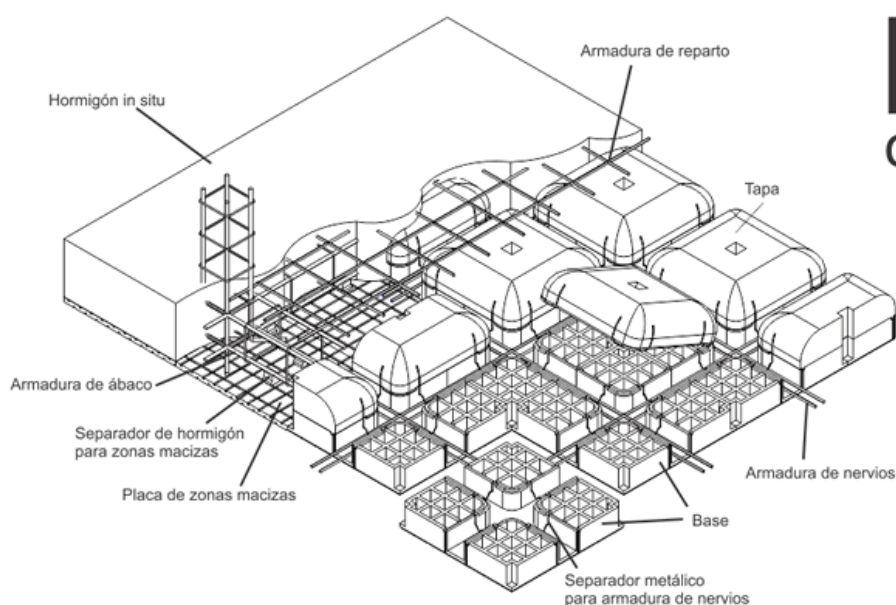 Armadura de reparto
Hormigón in situ
Tapa
Armadura de ábaco
Separador de hormigón
para zonas macizas
Placa de zonas macizas
Armadura de nervios
Base
Separador metálico
para armadura de nervios